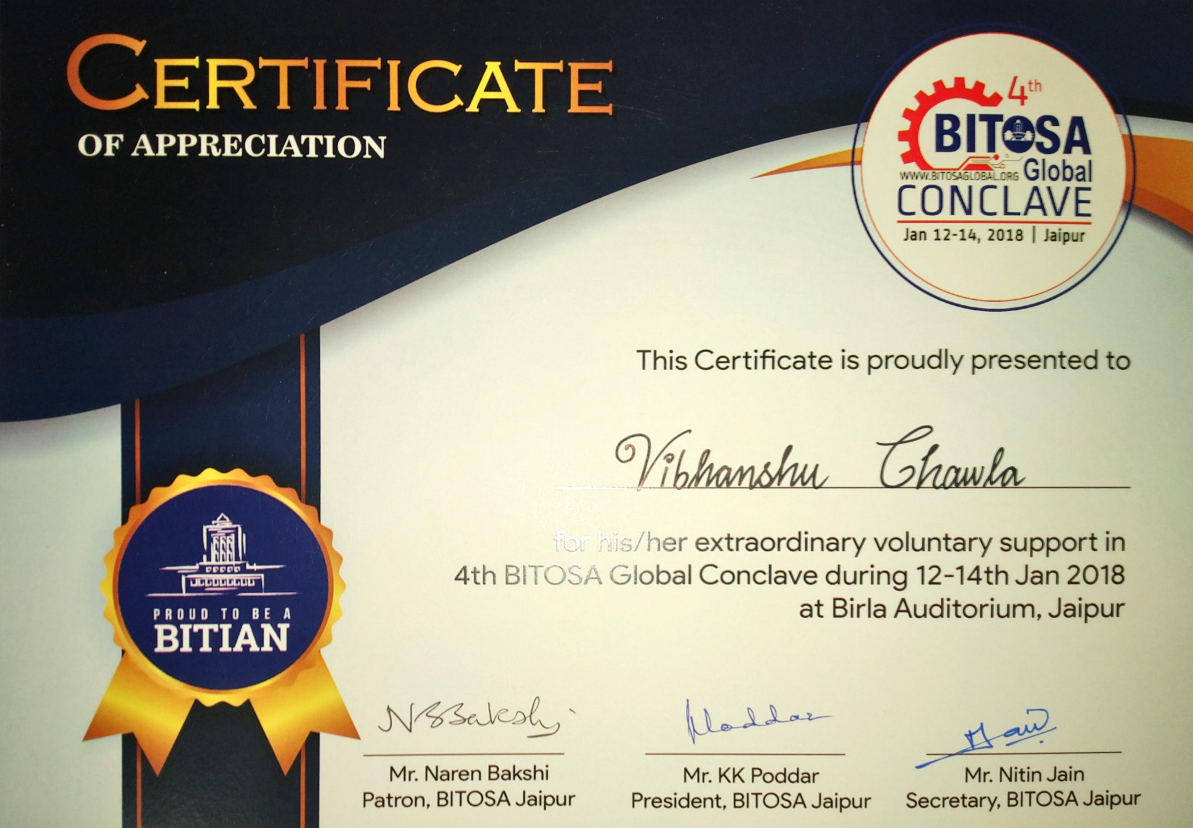 CERTIFICATE
OF APPRECIATION
4th
BITOSA
WWW.BITOSAGLOBAL.ORG Global
CONCLAVE
Jan 12-14, 2018 | Jaipur
This Certificate is proudly presented to
Vibhanshu Chawla
for his/her extraordinary voluntary support in
4th BITOSA Global Conclave during 12-14th Jan 2018
at Birla Auditorium, Jaipur
PROUD TO BE A
BITIAN
NBBakshi Poddar Jain
Mr. Naren Bakshi Mr. KK Poddar Mr. Nitin Jain
Patron, BITOSA Jaipur President, BITOSA Jaipur Secretary, BITOSA Jaipur